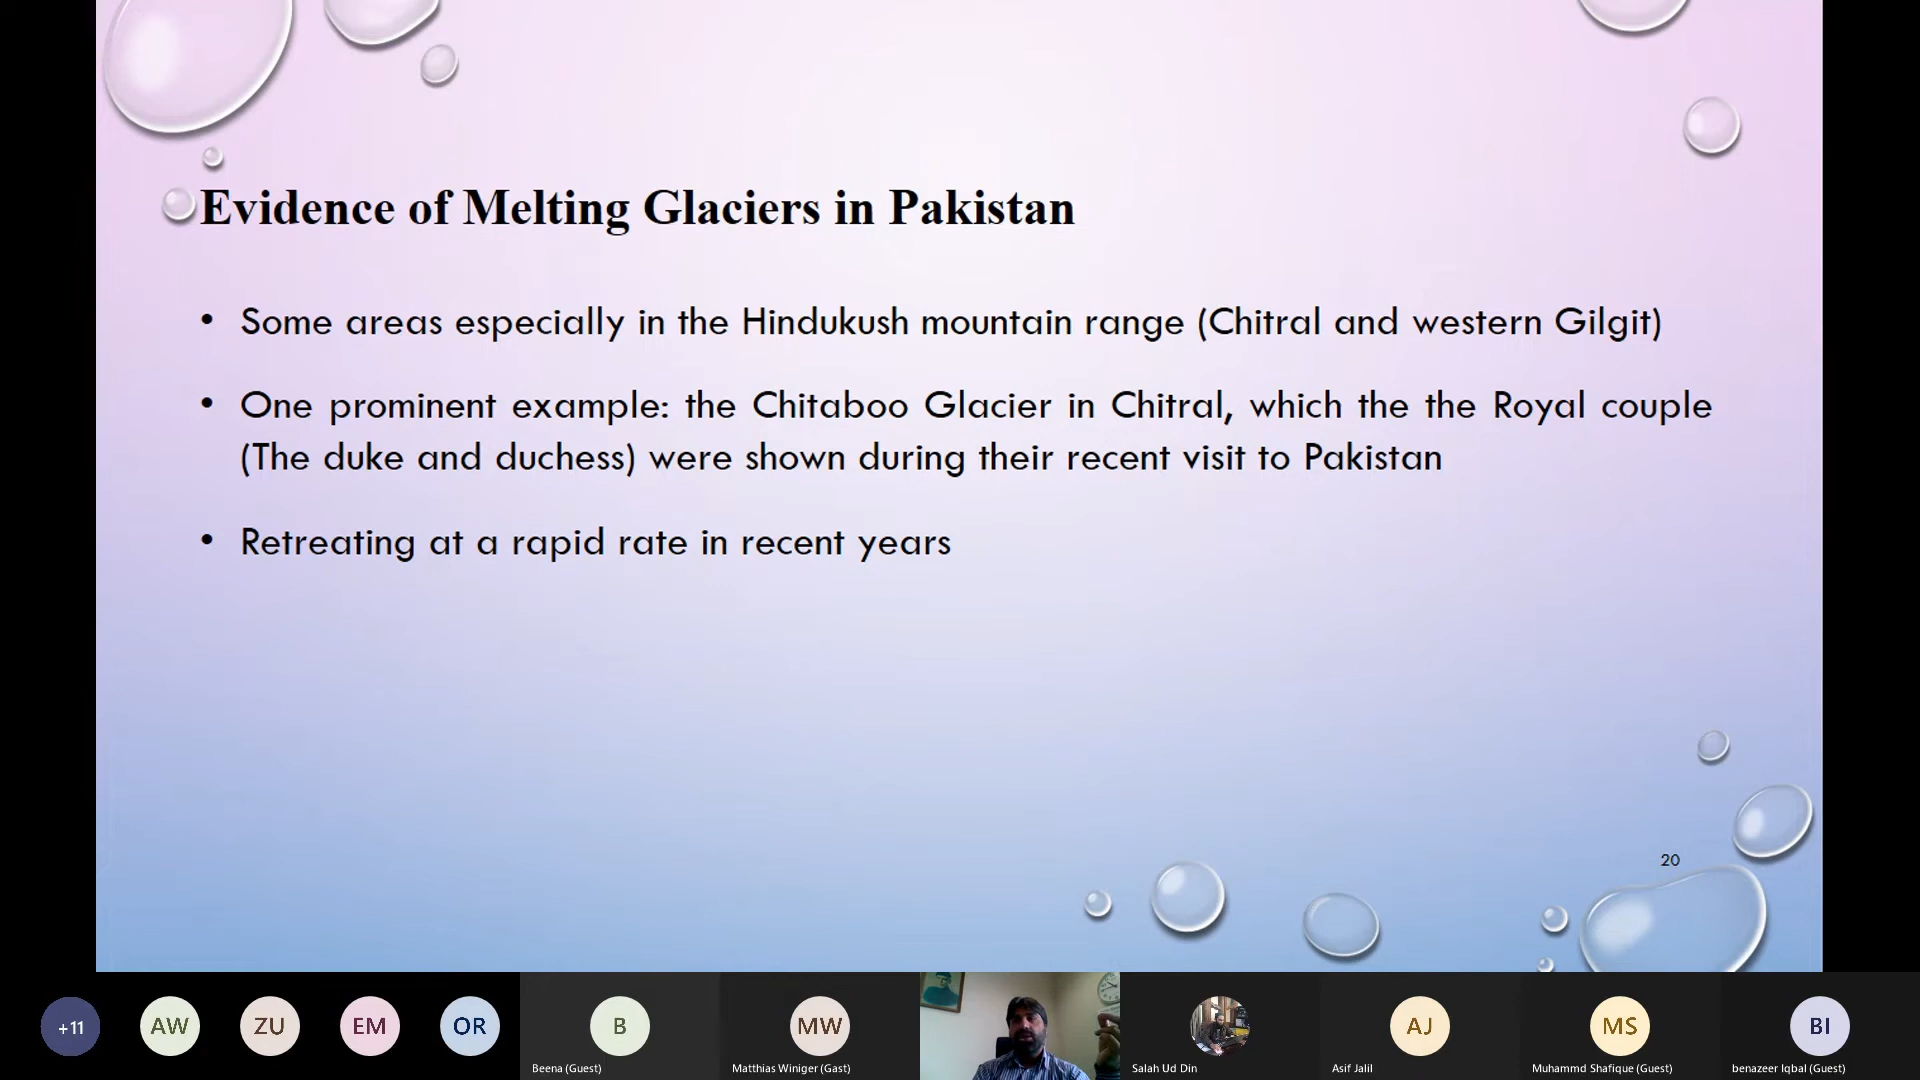 Evidence of Melting Glaciers in Pakistan
• Some areas especially in the Hindukush mountain range (Chitral and western Gilgit)
• One prominent example: the Chitaboo Glacier in Chitral, which the the Royal couple
(The duke and duchess) were shown during their recent visit to Pakistan
• Retreating at a rapid rate in recent years
20
+11
AW
ZU
EM
OR
B
MW
AJ
MS
BI
Beena (Guest)
Matthias Winiger (Gast)
Salah Ud Din
Asif Jalil
Muhammd Shafique (Guest)
benazeer Iqbal (Guest)